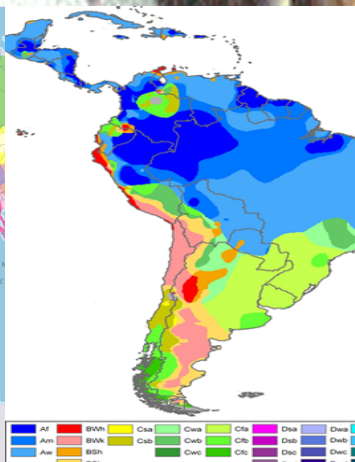 Af BWh Csa Cwa Cfa Dsa Dwa
Am BWk Csb Cwb Cfb Dsb Dwb
Aw BSh Cwc Cfc Dsc Dwc